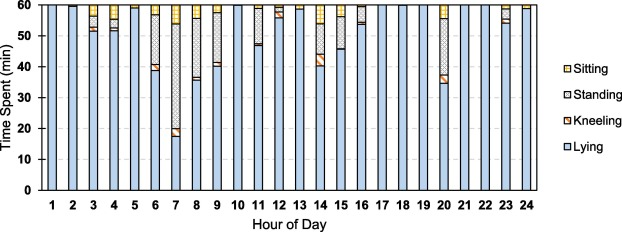 Time Spent (min)
60
50
40
30
20
10
0
1 2 3 4 5 6 7 8 9 10 11 12 13 14 15 16 17 18 19 20 21 22 23 24
Hour of Day
Sitting
Standing
Kneeling
Lying